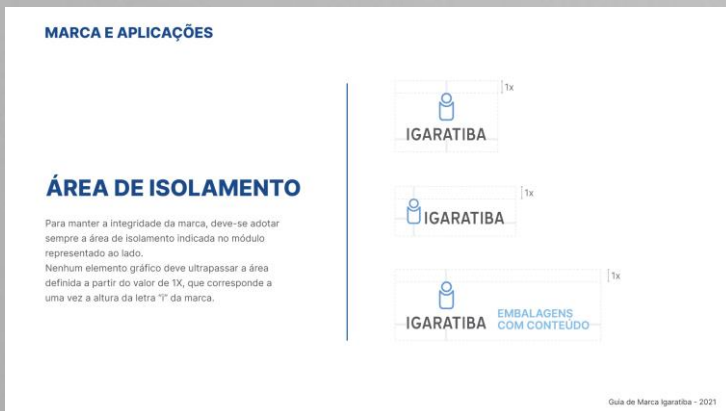 MARCA E APLICAÇÕES
ÁREA DE ISOLAMENTO
Para manter a integridade da marca, deve-se adotar
sempre a área de isolamento indicada no módulo
representado ao lado.
Nenhum elemento gráfico deve ultrapassar a área
definida a partir do valor de 1X, que corresponde a
uma vez a altura da letra "i" da marca.
1x
IGARATIBA
1x
IGARATIBA
1x
IGARATIBA
EMBALAGENS
COM CONTEÚDO
Guia de Marca Igaratiba - 2021